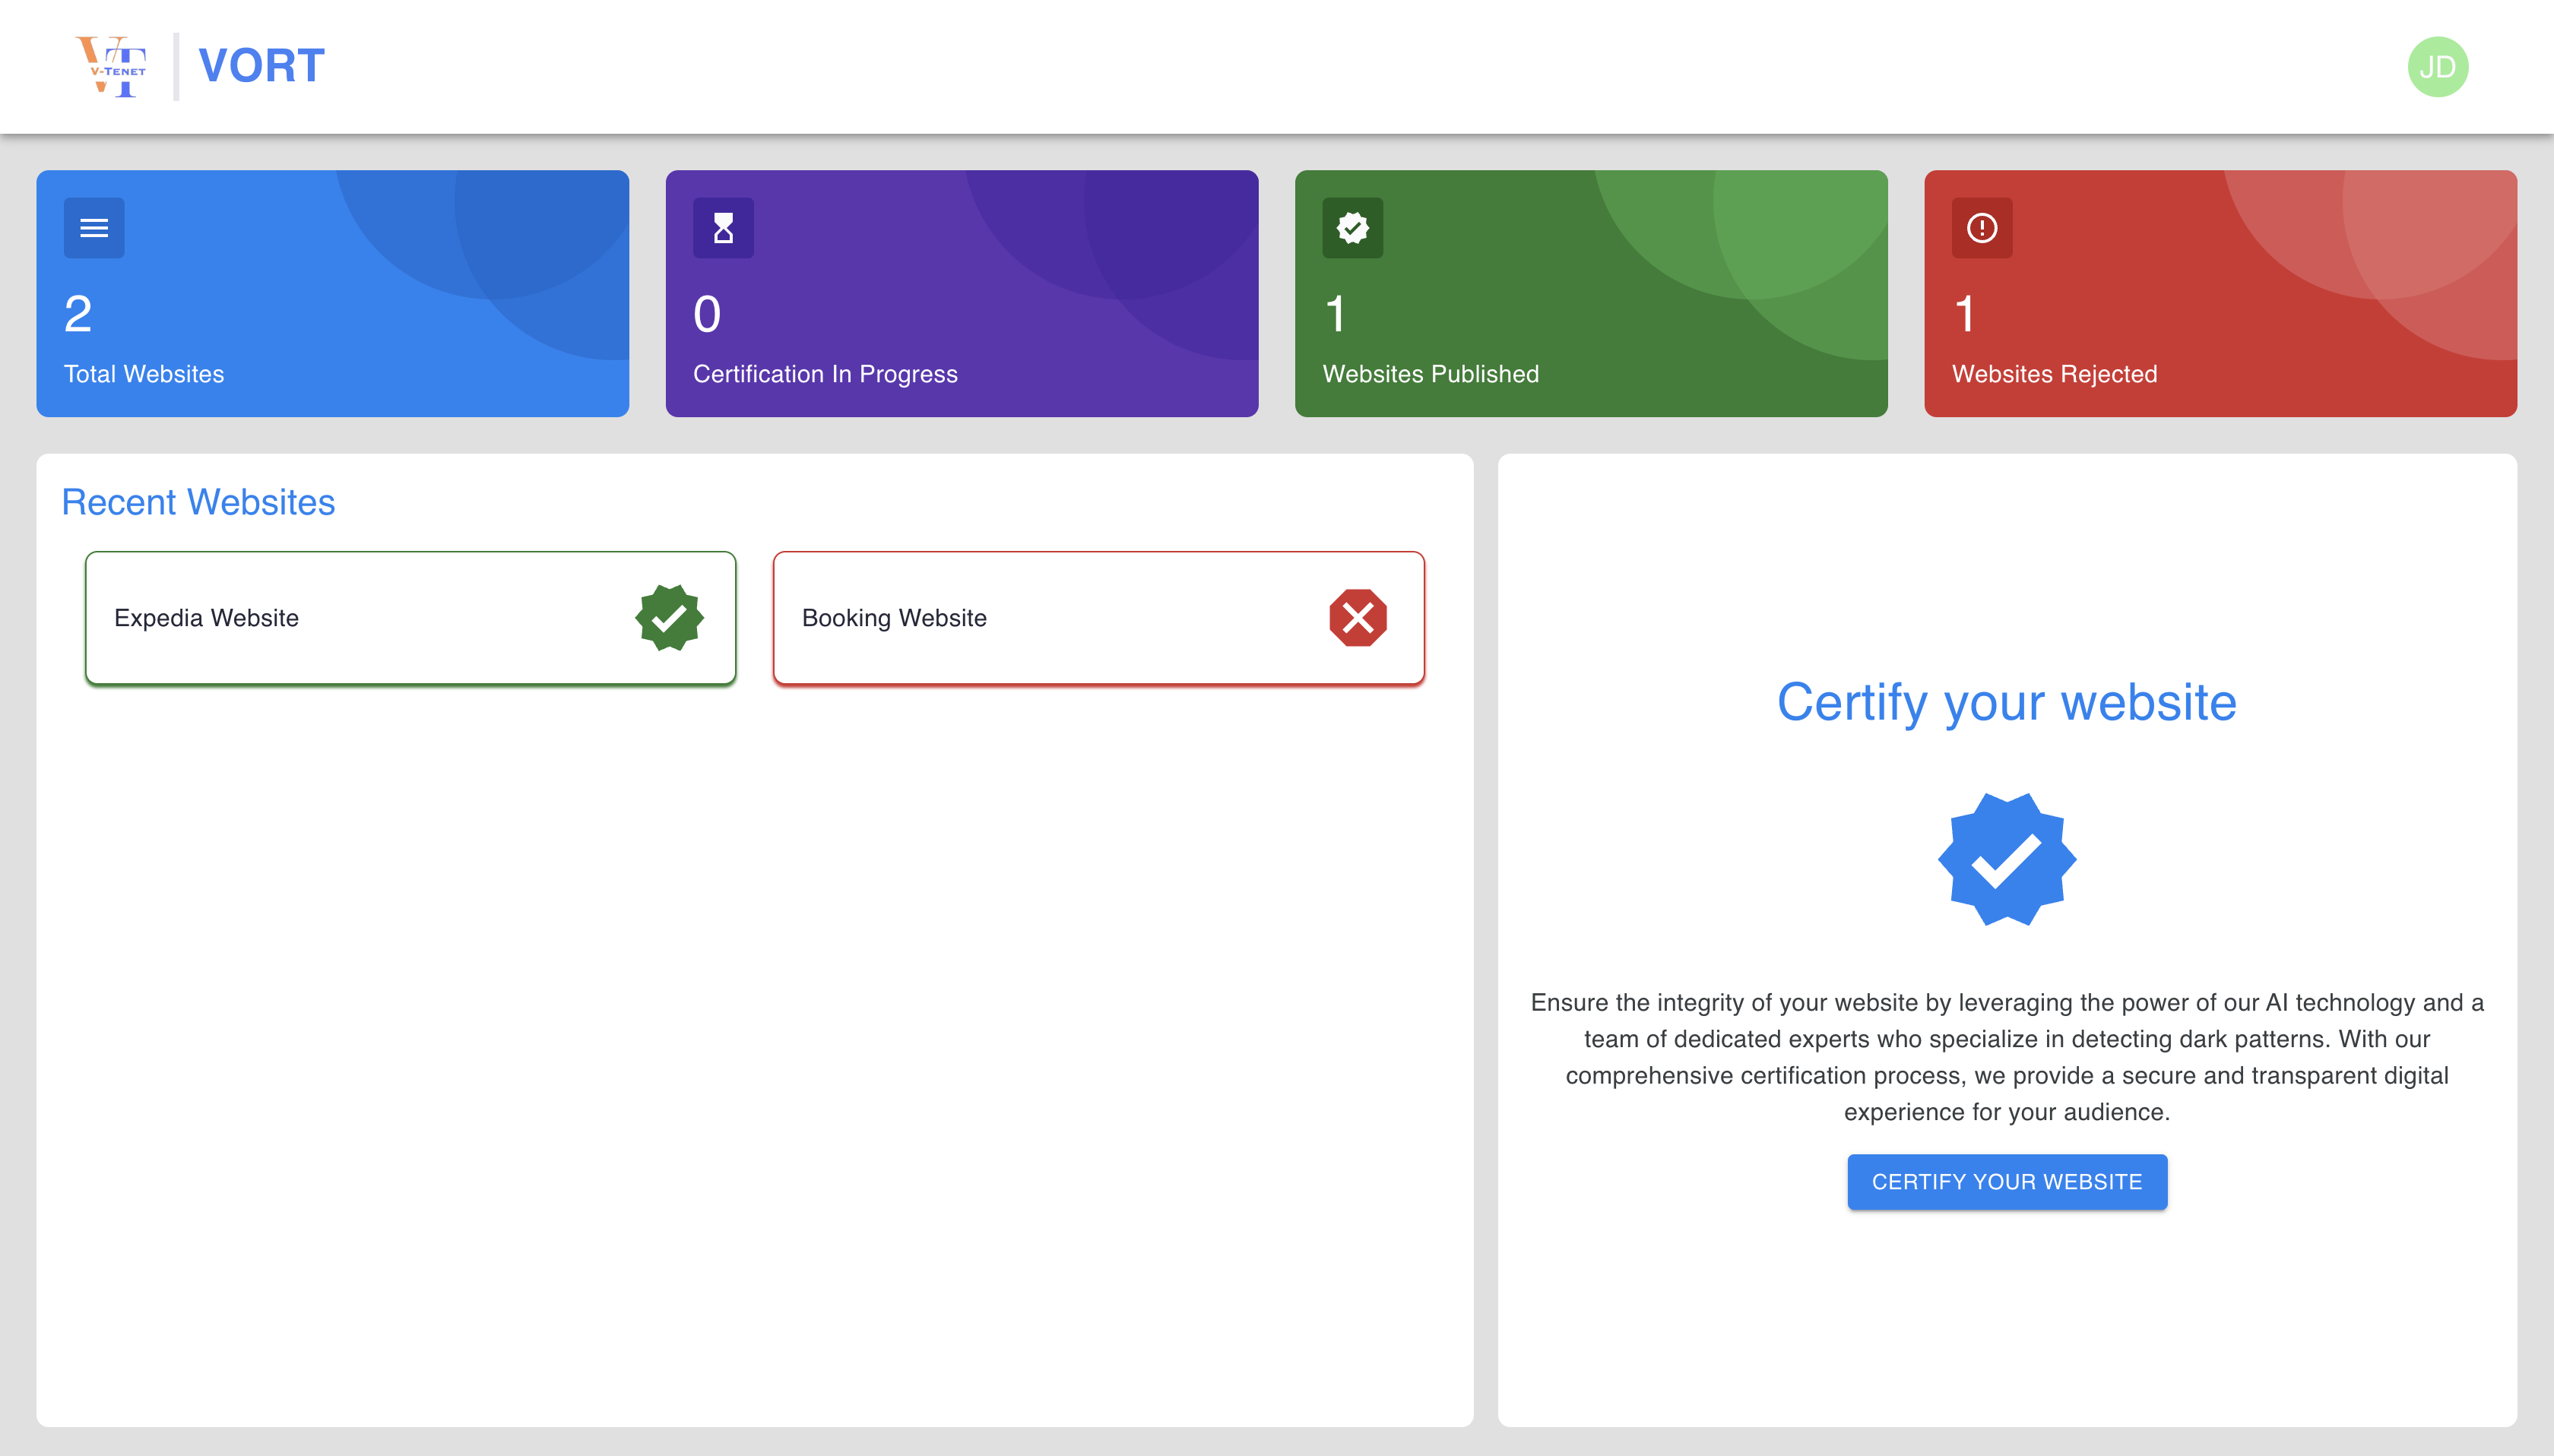 VT
V-TENET
VORT
JD
2
Total Websites
0
Certification In Progress
1
Websites Published
1
Websites Rejected
Recent Websites
Expedia Website
Booking Website
Certify your website
Ensure the integrity of your website by leveraging the power of our AI technology and a
team of dedicated experts who specialize in detecting dark patterns. With our
comprehensive certification process, we provide a secure and transparent digital
experience for your audience.
CERTIFY YOUR WEBSITE